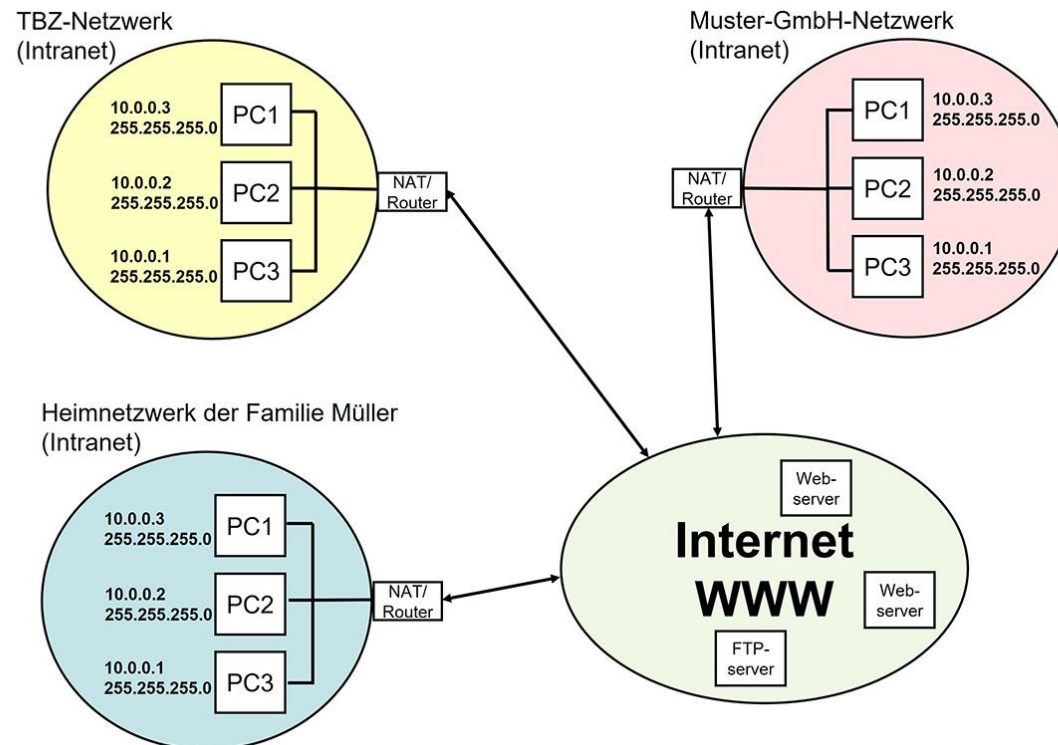 TBZ-Netzwerk
(Intranet)
10.0.0.3
255.255.255.0
PC1
10.0.0.2
255.255.255.0
PC2
10.0.0.1
255.255.255.0
PC3
NAT/
Router
Muster-GmbH-Netzwerk
(Intranet)
NAT/
Router
PC1
10.0.0.3
255.255.255.0
PC2
10.0.0.2
255.255.255.0
PC3
10.0.0.1
255.255.255.0
Heimnetzwerk der Familie Müller
(Intranet)
10.0.0.3
255.255.255.0
PC1
10.0.0.2
255.255.255.0
PC2
10.0.0.1
255.255.255.0
PC3
NAT/
Router
Web-
server
Internet
WWW
Web-
server
FTP-
server